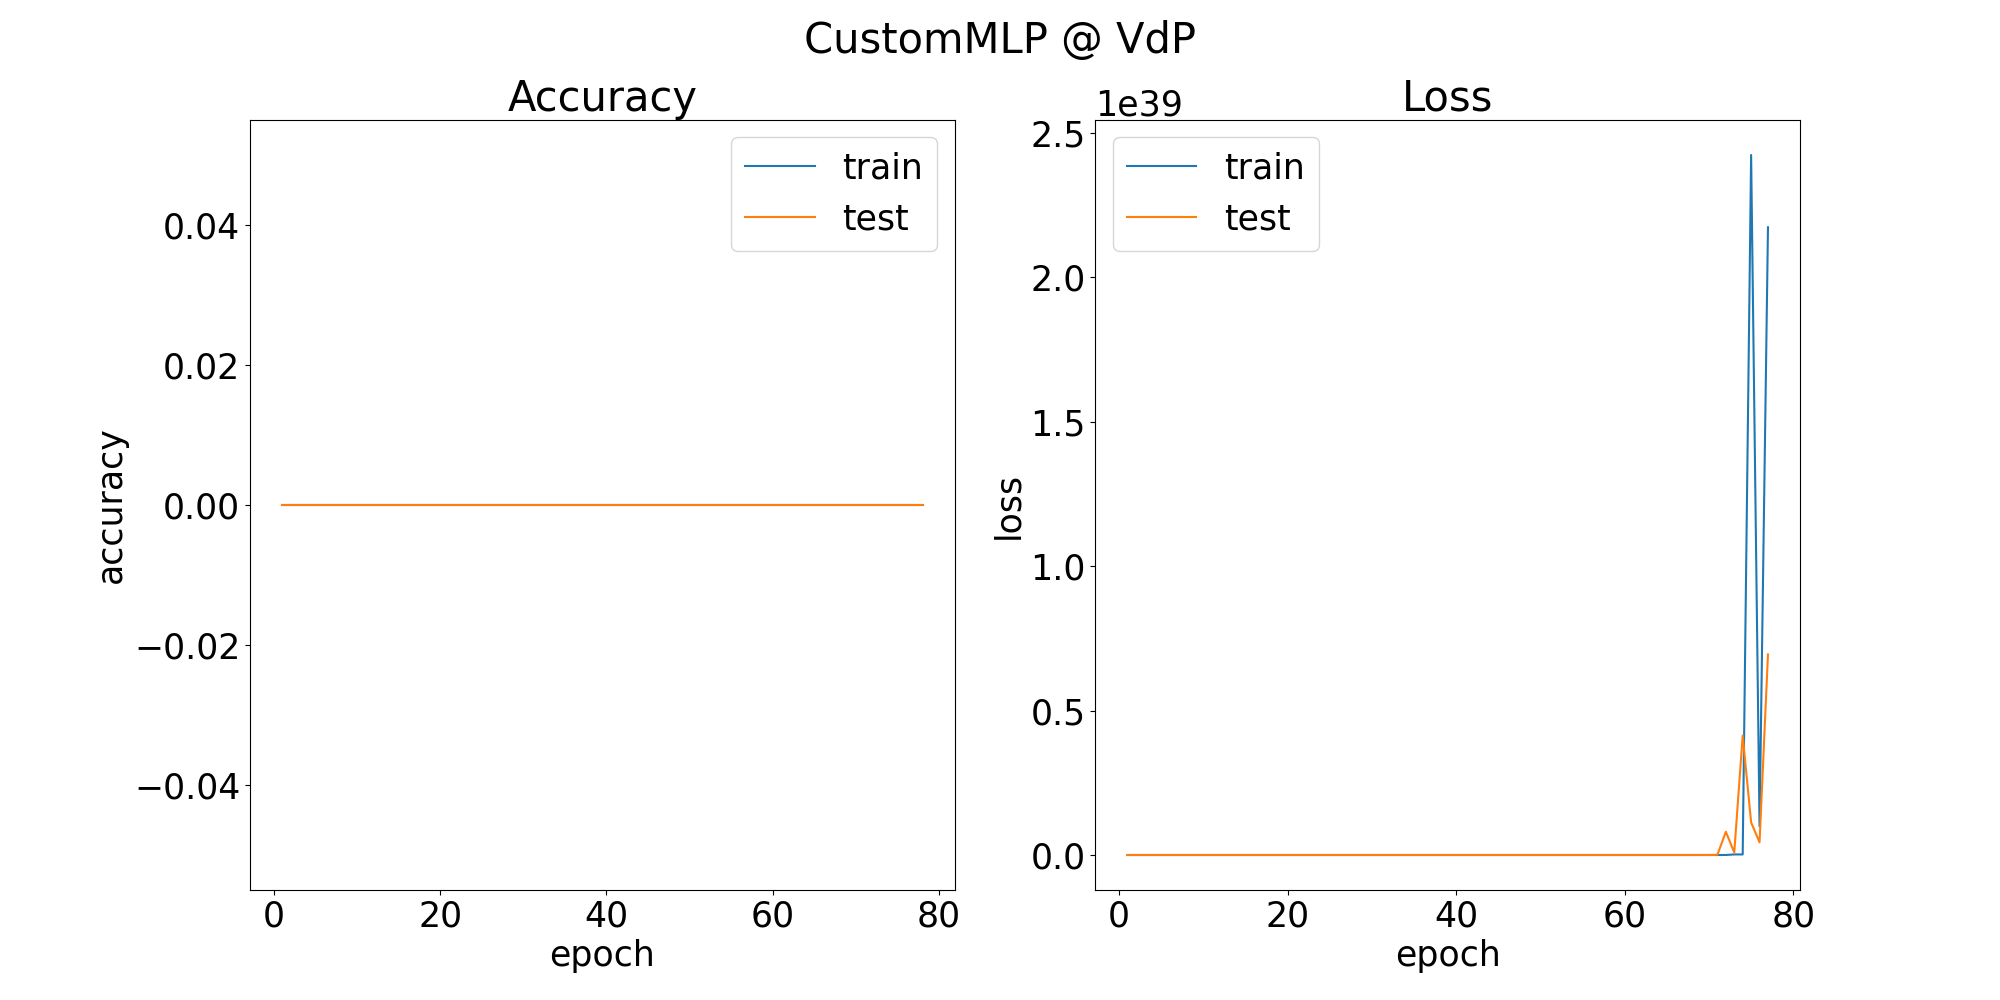 CustomMLP @ VdP
Accuracy
train
test
0.04
0.02
0.00
−0.02
−0.04
accuracy
0
20
40
60
80
epoch
Loss
1e39
train
test
2.5
2.0
1.5
1.0
0.5
0.0
loss
0
20
40
60
80
epoch